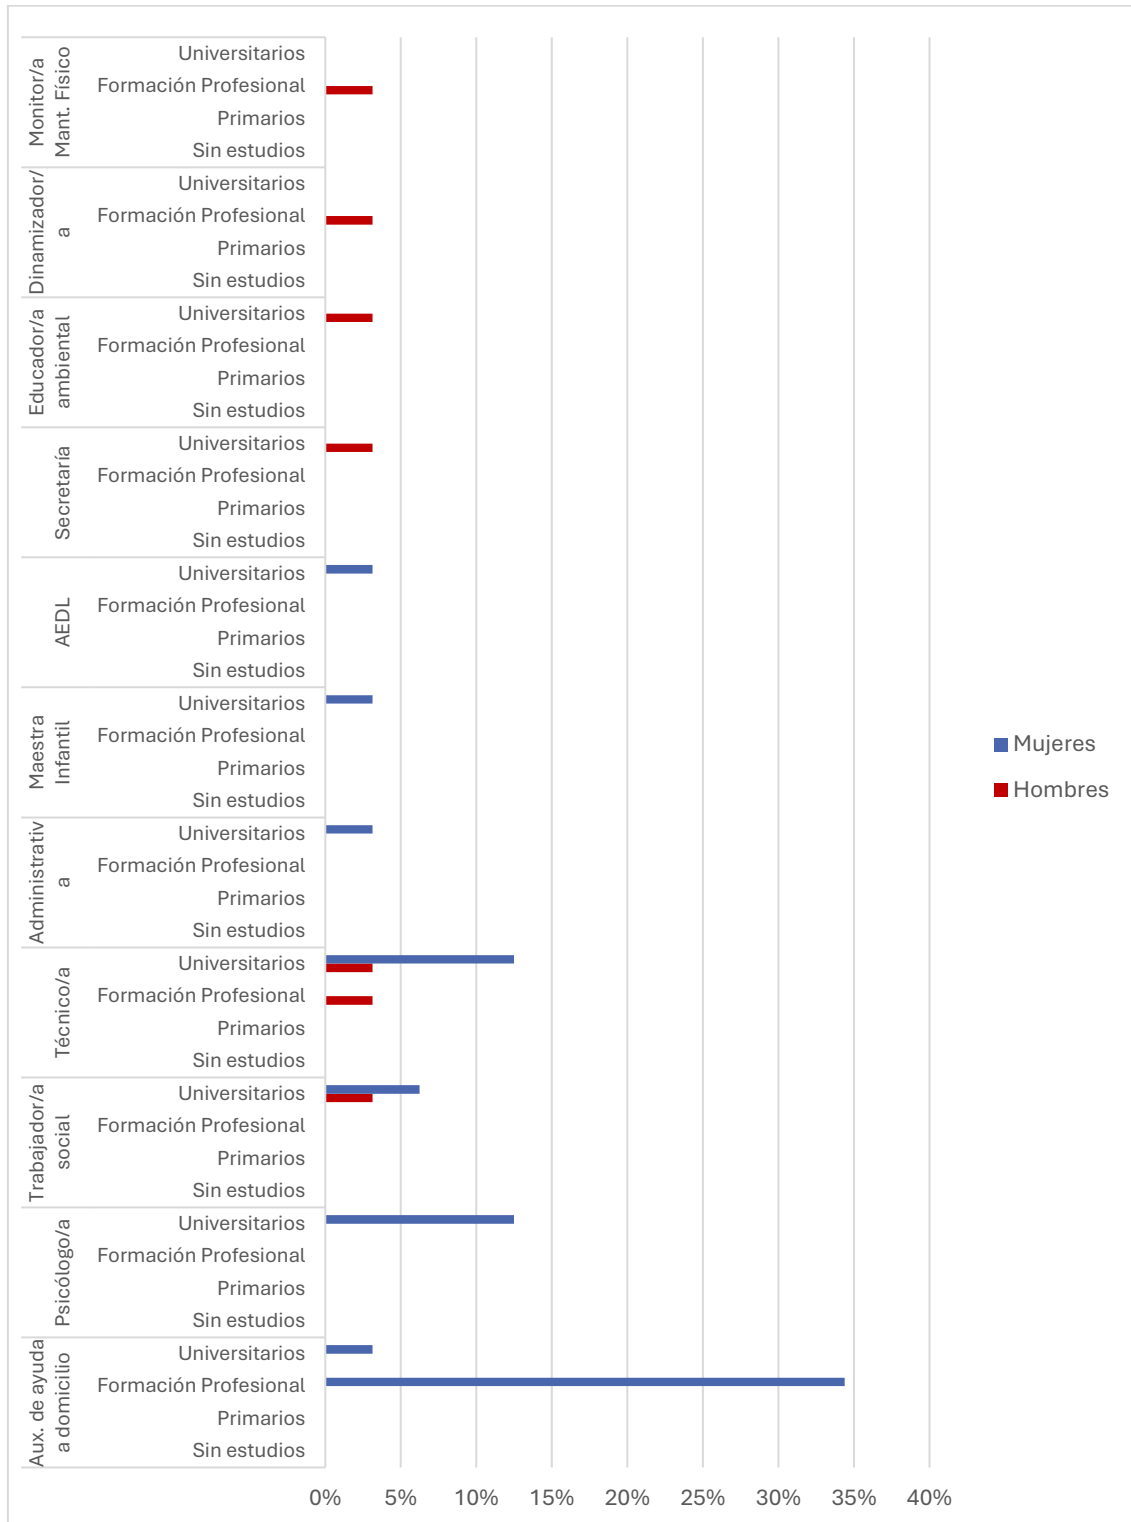 Monitor/a
Mant. Físico
Universitarios
Formación Profesional
Primarios
Sin estudios
Dinamizador/
a
Universitarios
Formación Profesional
Primarios
Sin estudios
Educador/a
ambiental
Universitarios
Formación Profesional
Primarios
Sin estudios
Secretaría
Universitarios
Formación Profesional
Primarios
Sin estudios
AEDL
Universitarios
Formación Profesional
Primarios
Sin estudios
Maestra
Infantil
Universitarios
Formación Profesional
Primarios
Sin estudios
Administrativ
a
Universitarios
Formación Profesional
Primarios
Sin estudios
Técnico/a
Universitarios
Formación Profesional
Primarios
Sin estudios
Trabajador/a
social
Universitarios
Formación Profesional
Primarios
Sin estudios
Psicólogo/a
Universitarios
Formación Profesional
Primarios
Sin estudios
Aux. de ayuda
a domicilio
Universitarios
Formación Profesional
Primarios
Sin estudios
0% 5% 10% 15% 20% 25% 30% 35% 40%
Mujeres
Hombres